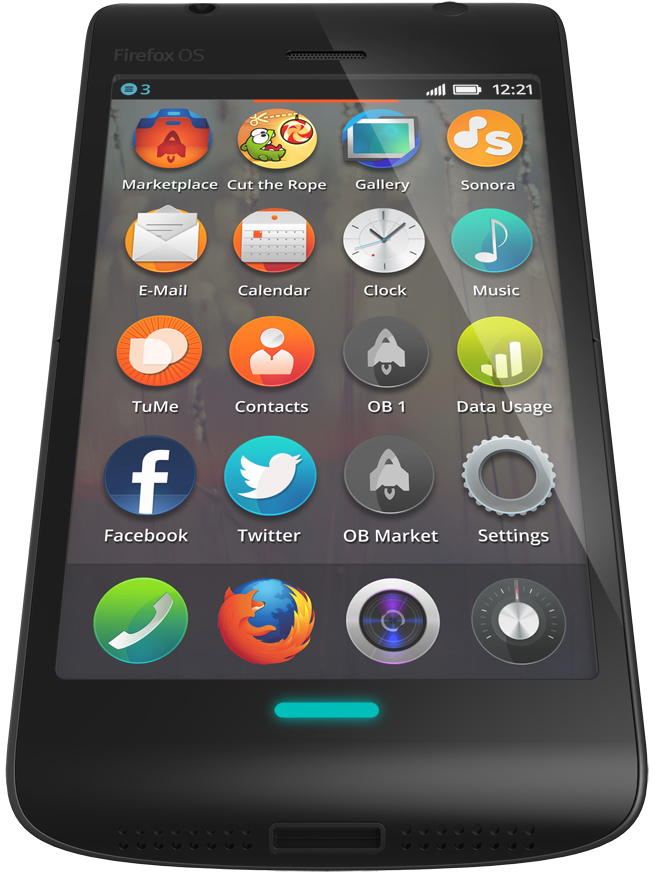 Firefox OS
3 12:21
Marketplace Cut the Rope Gallery Sonora
E-Mail Calendar Clock Music
TuMe Contacts OB 1 Data Usage
Facebook Twitter OB Market Settings